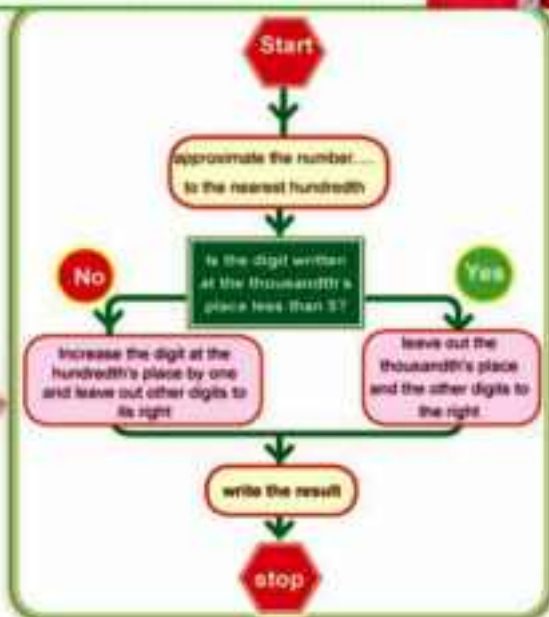 Start
approximate the number....
to the nearest hundredth
Is the digit written
at the thousandth's
place less than 5?
No
Yes
Increase the digit at the
hundredth's place by one
and leave out other digits to
its right
leave out the
thousandth's place
and the other digits to
the right
write the result
stop